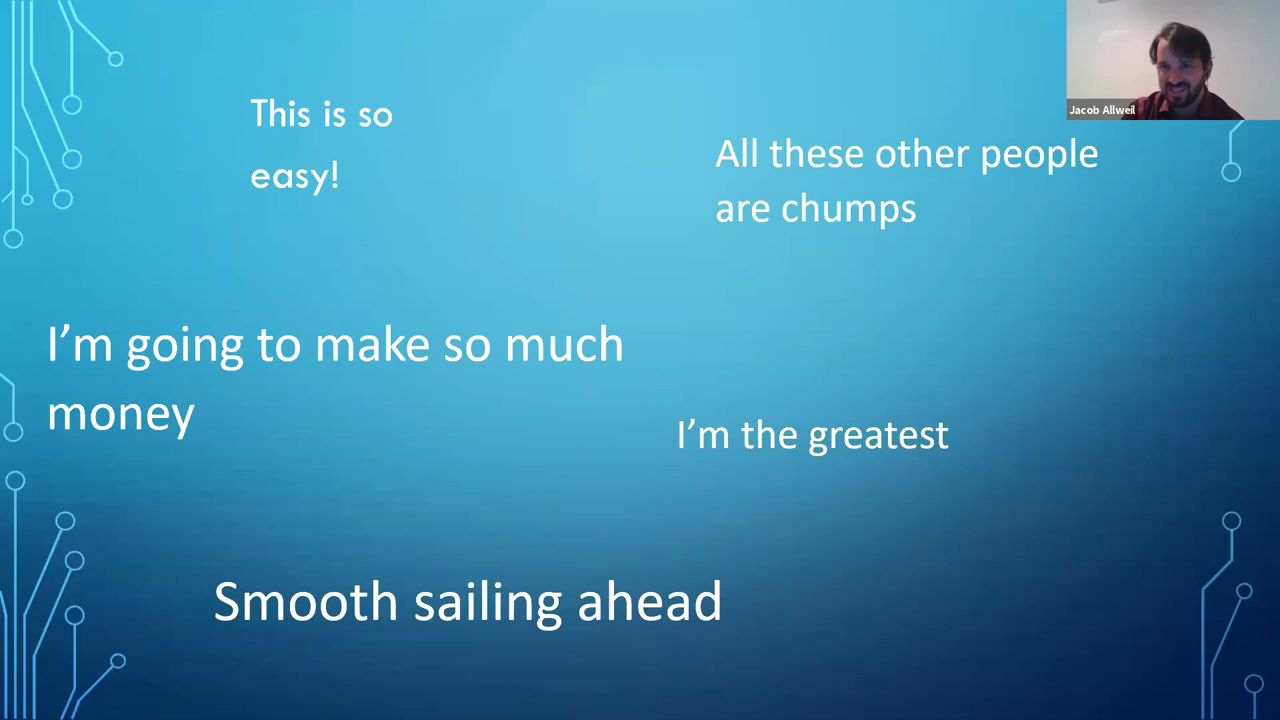 This is so
easy!
Jacob Allweil
All these other people
are chumps
I’m going to make so much
money
I’m the greatest
Smooth sailing ahead